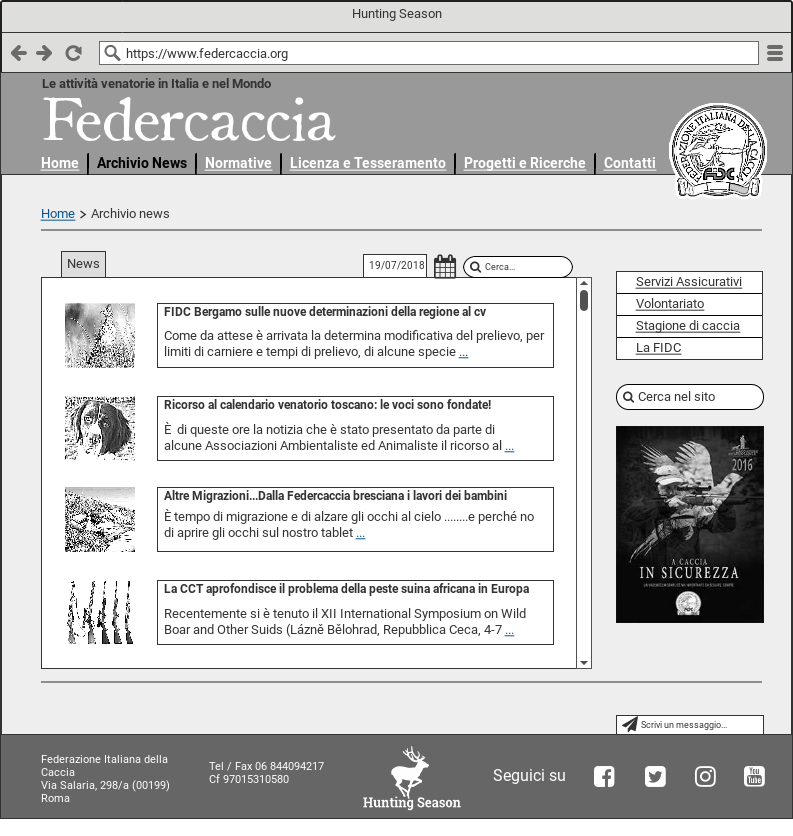 Hunting Season
https://www.federcaccia.org
Le attività venatorie in Italia e nel Mondo
Federcaccia
FEDERAZIONE ITALIANA DELLA CACCIA
FIDC
Home | Archivio News | Normative | Licenza e Tesseramento | Progetti e Ricerche | Contatti
Home > Archivio news
News
19/07/2018
Cerca...
FIDC Bergamo sulle nuove determinazioni della regione al cv
Come da attese è arrivata la determina modificativa del prelievo, per
limiti di carniere e tempi di prelievo, di alcune specie ...
Ricorso al calendario venatorio toscano: le voci sono fondate!
È di queste ore la notizia che è stato presentato da parte di
alcune Associazioni Ambientaliste ed Animaliste il ricorso al ...
Altre Migrazioni...Dalla Federcaccia bresciana i lavori dei bambini
È tempo di migrazione e di alzare gli occhi al cielo ........e perché no
di aprire gli occhi sul nostro tablet ...
La CCT aprofondisce il problema della peste suina africana in Europa
Recentemente si è tenuto il XII International Symposium on Wild
Boar and Other Suids (Lázně Bělohrad, Repubblica Ceca, 4-7 ...
Servizi Assicurativi
Volontariato
Stagione di caccia
La FIDC
Cerca nel sito
2016
A CACCIA
IN SICUREZZA
Scrivi un messaggio...
Federazione Italiana della
Caccia
Via Salaria, 298/a (00199)
Roma
Tel / Fax 06 844094217
Cf 97015310580
Hunting Season
Seguici su
You
Tube